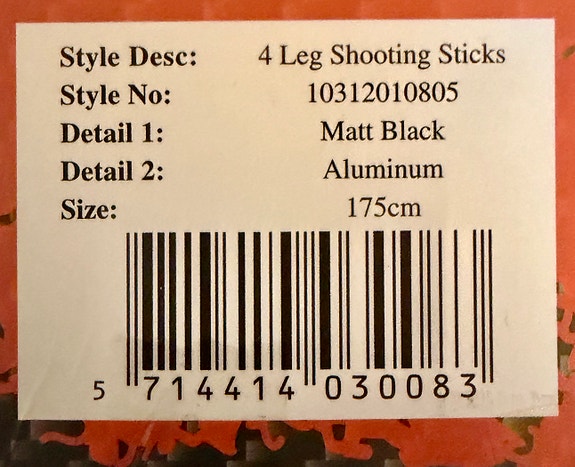 Style Desc: 4 Leg Shooting Sticks
Style No: 10312010805
Detail 1: Matt Black
Detail 2: Aluminum
Size: 175cm
5 714414 030083